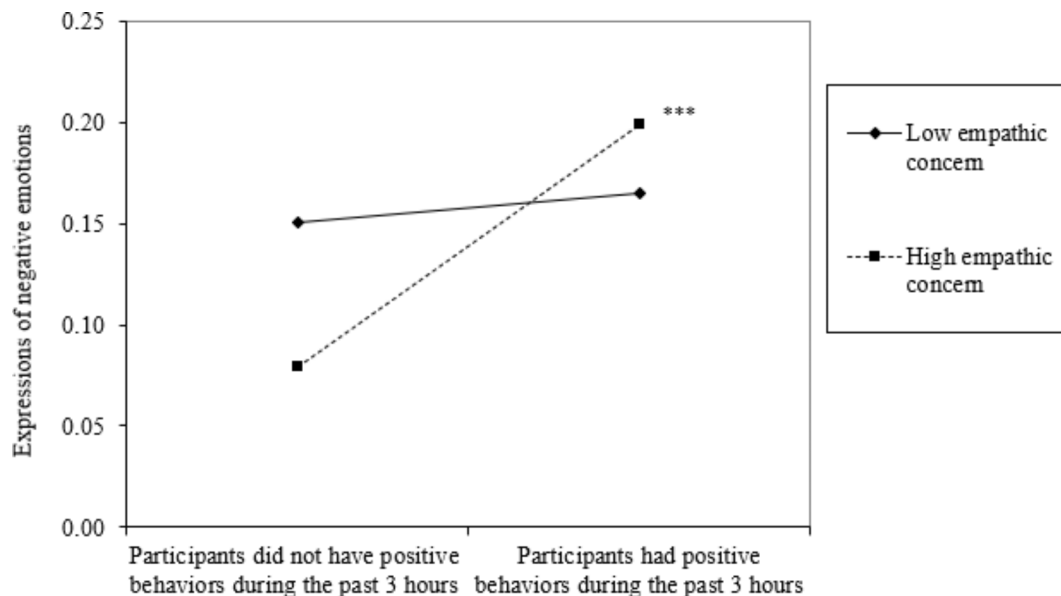 Expressions of negative emotions
0.25
0.20
0.15
0.10
0.05
0.00
***
Participants did not have positive
behaviors during the past 3 hours
Participants had positive
behaviors during the past 3 hours
Low empathic
concern
High empathic
concern